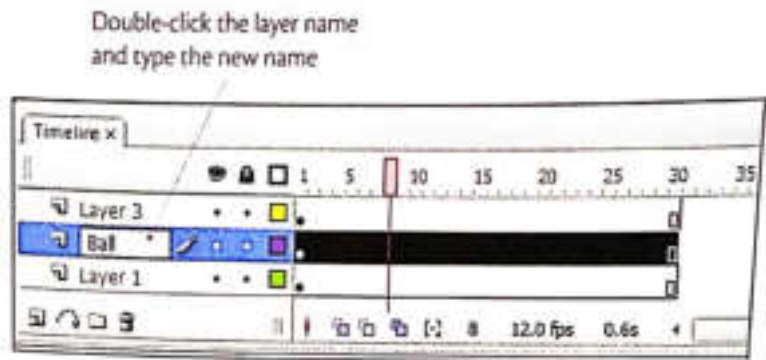 Double-click the layer name
and type the new name
Timeline ×
1 5 10 15 20 25 30 35
Layer 3
Ball
Layer 1
8 12.0 fps 0.6s